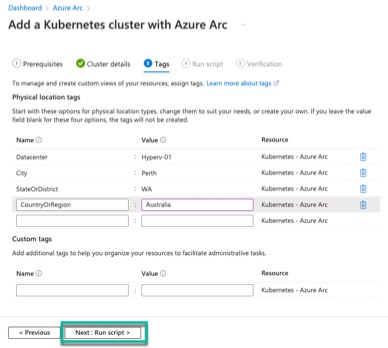 Dashboard > Azure Arc >
Add a Kubernetes cluster with Azure Arc ...
Prerequisites Cluster details Tags Run script Verification
To manage and create custom views of your resources, assign tags. Learn more about tags
Physical location tags
Start with these options for physical location types, change them to suit your needs, or create your own. If you leave the value
field blank for these four options, the tags will not be created.
Name Value Resource
Datacenter : Hyperv-01 Kubernetes - Azure Arc
City : Perth Kubernetes - Azure Arc
StateOrDistrict : WA Kubernetes - Azure Arc
CountryOrRegion : Australia Kubernetes - Azure Arc
: Kubernetes - Azure Arc
Custom tags
Add additional tags to help you organize your resources to facilitate administrative tasks.
Name Value Resource
: Kubernetes - Azure Arc
< Previous Next : Run script >